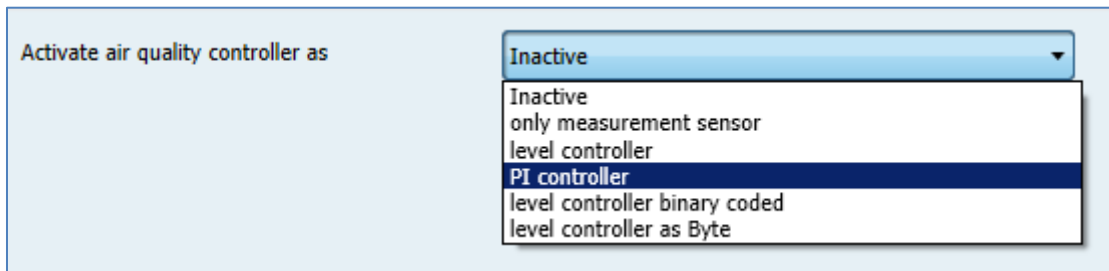 Activate air quality controller as
Inactive
Inactive
only measurement sensor
level controller
PI controller
level controller binary coded
level controller as Byte